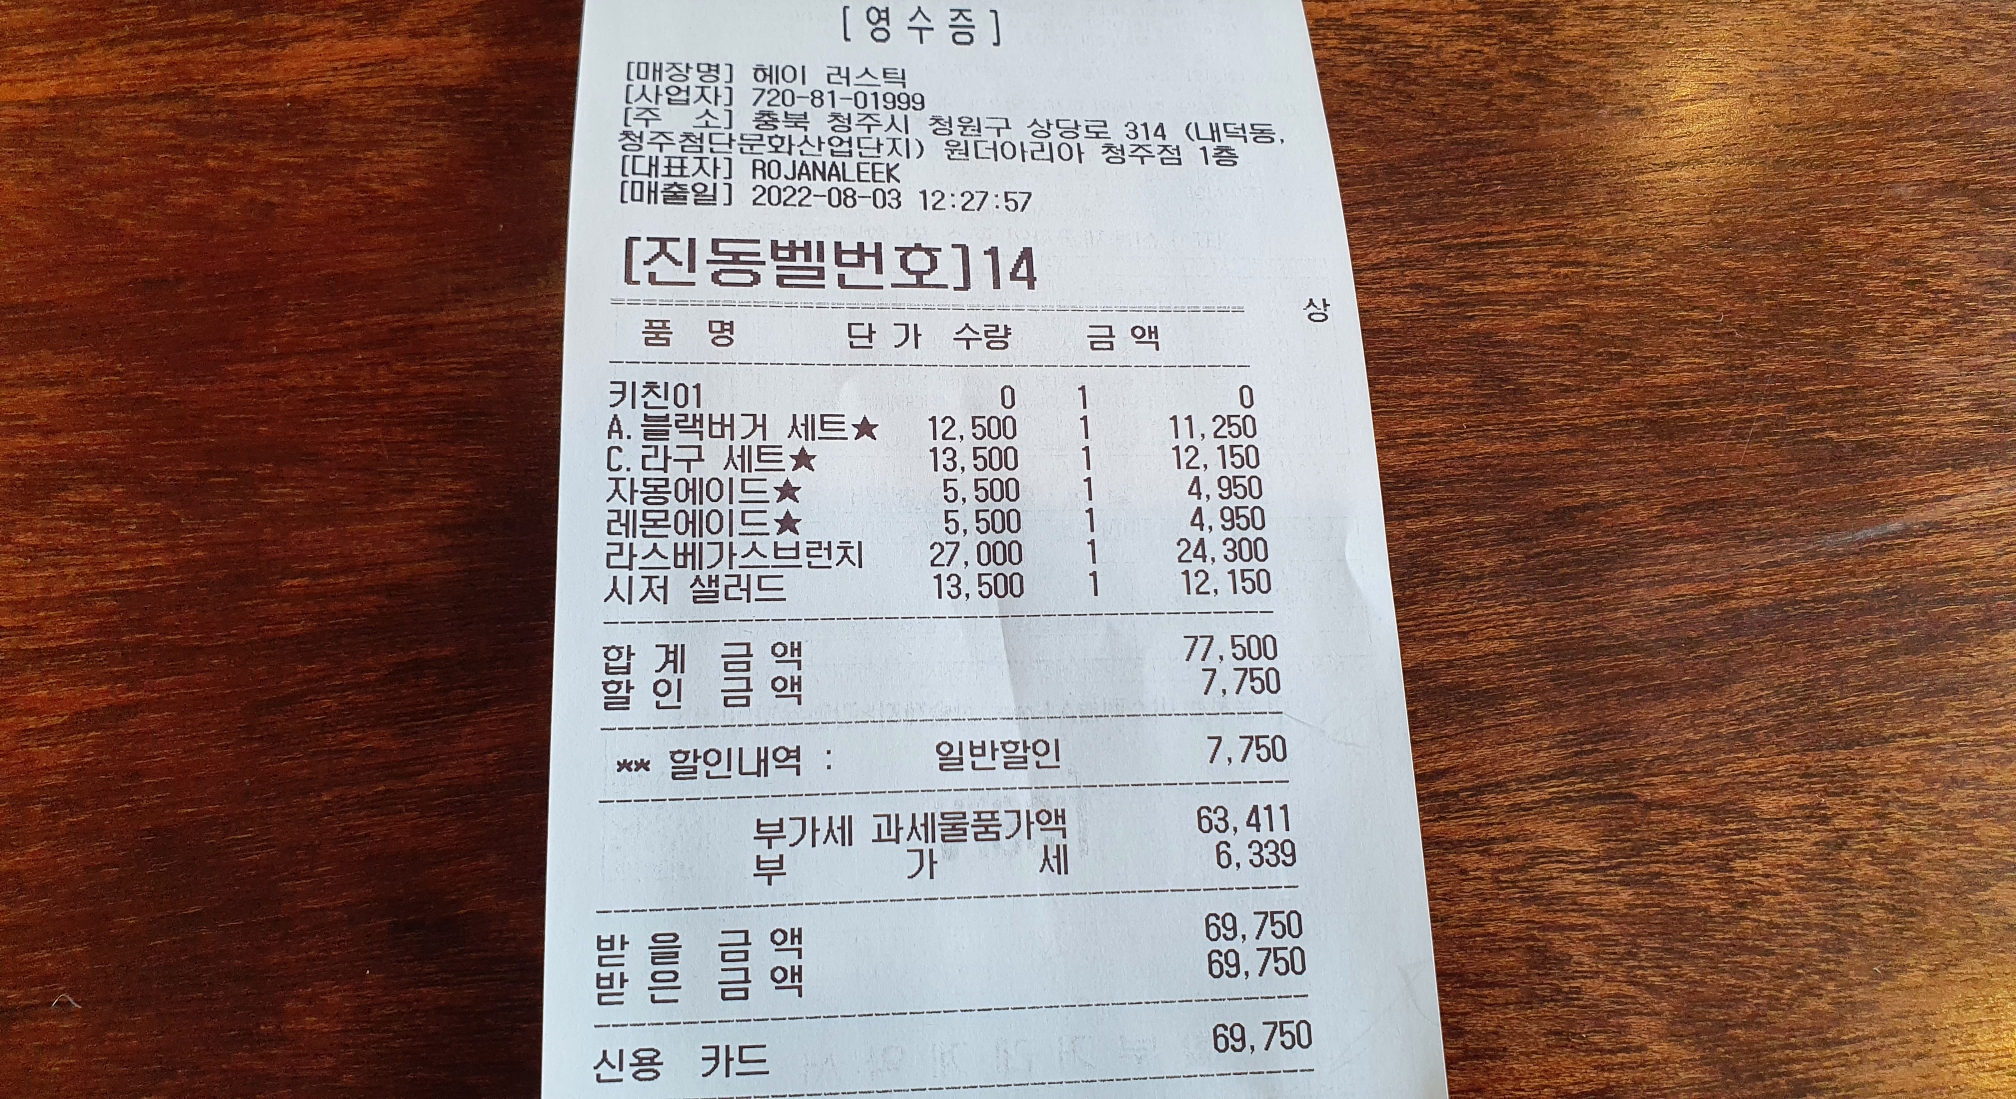 [영수증]
[매장명] 헤이 러스틱
[사업자] 720-81-01999
[주 소] 충북 청주시 청원구 상당로 314 (내덕동,
청주첨단문화산업단지) 원더아리아 청주점 1층
[대표자] ROJANALEEK
[매출일] 2022-08-03 12:27:57
[진동벨번호]14
상
품 명 단 가 수량 금 액
키친01 0 1 0
A.블랙버거 세트★ 12,500 1 11,250
C.라구 세트★ 13,500 1 12,150
자몽에이드★ 5,500 1 4,950
레몬에이드★ 5,500 1 4,950
라스베가스브런치 27,000 1 24,300
시저 샐러드 13,500 1 12,150
합 계 금 액 77,500
할 인 금 액 7,750
** 할인내역 : 일반할인 7,750
부가세 과세물품가액 63,411
부 가 세 6,339
받 을 금 액 69,750
받 은 금 액 69,750
신용 카드 69,750